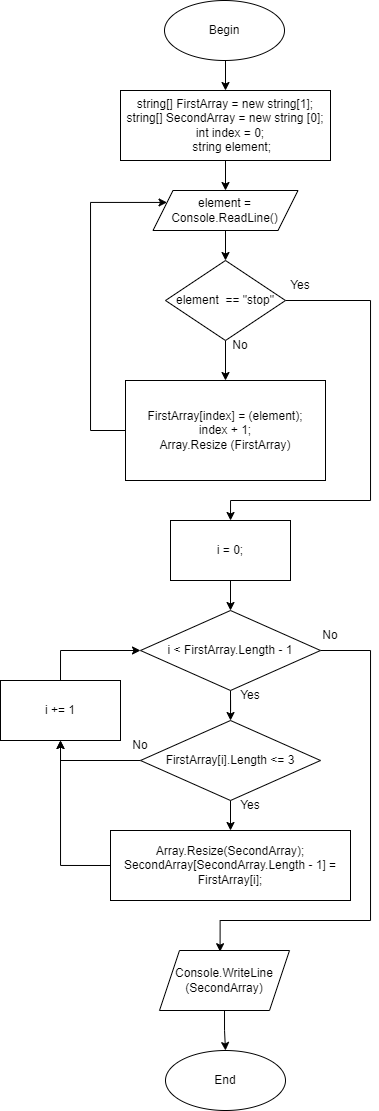 Begin
string[] FirstArray = new string[1];
string[] SecondArray = new string [0];
int index = 0;
string element;
element =
Console.ReadLine()
element  == "stop"
Yes
No
FirstArray[index] = (element);
index + 1;
Array.Resize (FirstArray)
i = 0;
i < FirstArray.Length - 1
No
Yes
i += 1
No
FirstArray[i].Length <= 3
Yes
Array.Resize(SecondArray);
SecondArray[SecondArray.Length - 1] =
FirstArray[i];
Console.WriteLine
(SecondArray)
End